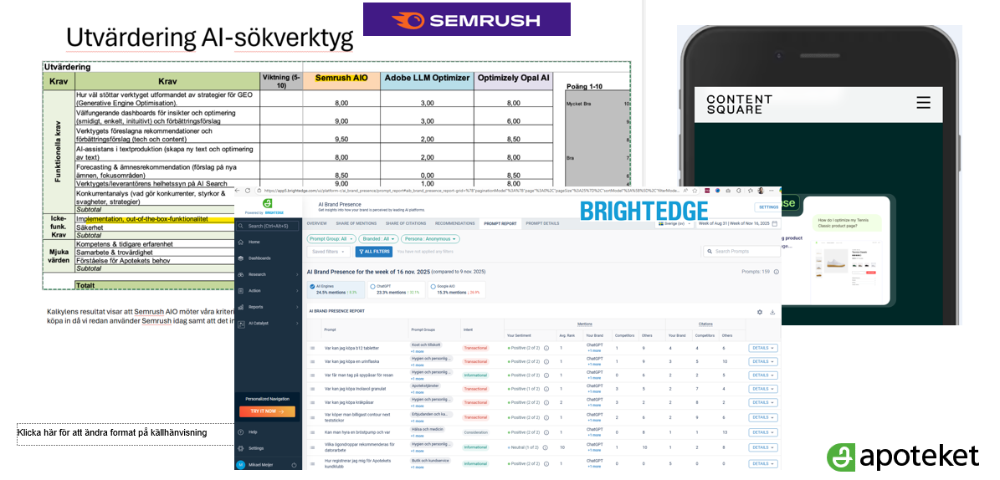 SEMRUSH
Utvärdering AI-sökverktyg
Utvärdering
Krav
Krav
Viktning (5-10)
Semrush AIO
Adobe LLM Optimizer
Optimizely Opal AI
Poäng 1-10
Funktionella krav
Hur väl stöttar verktyget utformandet av strategier för GEO
(Generative Engine Optimisation).
8,00
3,00
8,00
Mycket Bra
10
Välfungerande dashboards för insikter och optimering
(smidigt, enkelt, inituitivt) och förbättringsförslag
9,00
3,00
6,00
9
Verktygets föreslagna rekommendationer och
förbättringsförslag (tech och content)
9,50
2,00
8,50
8
AI-assistans i textproduktion (skapa ny text och optimering
av text)
8,00
2,00
8,00
Bra
7
Forecasting & ämnesrekommendation (förslag på nya
ämnen, fokusområden)
8,50
0,00
8,50
6
Verktygets/leverantörens helhetssyn på AI Search
9,00
1,00
8,00
Konkurrentanalys (vad gör konkurrenter, styrkor &
svagheter, strategier)
Subtotal
Icke-
funk.
Krav
Implementation, out-of-the-box-funktionalitet
Säkerhet
Subtotal
Mjuka
värden
Kompetens & tidigare erfarenhet
Samarbete & trovärdighet
Förståelse för Apotekets behov
Subtotal
Totalt
Kalkylens resultat visar att Semrush AIO möter våra kriteri
köpa in då vi redan använder Semrush idag samt att det in
Klicka här för att ändra format på källhänvisning
Powered by BRIGHTEDGE
Search (Ctrl+Alt+S)
Home
Dashboards
Research
Action
Reports
AI Catalyst
Personalized Navigation
TRY IT NOW
Help
Settings
Mikael Meijer
AI Brand Presence
Get insights into how your brand is perceived by leading AI platforms.
BRIGHTEDGE
SETTINGS
OVERVIEW
SHARE OF MENTIONS
SHARE OF CITATIONS
RECOMMENDATIONS
PROMPT REPORT
PROMPT DETAILS
Sverige (sv)
Week of Aug 31 | Week of Nov 16, 2025
Prompt Group: All
Branded : All
Persona : Anonymous
Saved filters
ALL FILTERS
You have not applied any filters
Search Prompts
AI Brand Presence for the week of 16 nov. 2025 (compared to 9 nov. 2025)
Prompts: 159
All Engines
24.5% mentions
ChatGPT
23.3% mentions
Google AIO
15.3% mentions
AI BRAND PRESENCE REPORT
Mentions
Citations
Prompt
Prompt Groups
Intent
Your Sentiment
Avg. Rank
Your Brand
Competitors
Others
Your Brand
Competitors
Others
Var kan jag köpa b12 tabletter
Kost och tillskott
+1 more
Transactional
Positive (2 of 2)
1
ChatGPT
+1 more
1
9
4
4
6
DETAILS
Var kan jag köpa en urinflaska
Hygien och personlig ...
+1 more
Transactional
Positive (2 of 2)
1
ChatGPT
+1 more
1
9
3
5
10
DETAILS
Var får man tag på spypåsar för resan
Hygien och personlig ...
+1 more
Informational
Positive (2 of 2)
1
ChatGPT
+1 more
0
6
2
2
5
DETAILS
Var kan jag köpa inolaxol granulat
Apotekstjänster
+1 more
Transactional
Positive (1 of 2)
1
ChatGPT
+1 more
3
5
2
7
4
DETAILS
Var kan jag köpa kräkpåsar
Hygien och personlig ...
+1 more
Transactional
Positive (2 of 2)
2
ChatGPT
+1 more
3
3
2
8
2
DETAILS
Var köper man billigast contour next
teststickor
Erbjudanden och ka...
+1 more
Transactional
Positive (2 of 2)
1
ChatGPT
+1 more
2
6
2
9
6
DETAILS
Kan man hyra en bröstpump och var
Hälsa och medicin
+1 more
Consideration
Positive (2 of 2)
1
ChatGPT
+1 more
0
8
1
1
13
DETAILS
Vilka ögondroppar rekommenderas för
datorarbete
Hygien och personlig ...
+1 more
Informational
Neutral (1 of 2)
10
ChatGPT
+1 more
1
10
1
2
8
DETAILS
Hur registrerar jag mig för Apotekets
kundklubb
Butik och kundservice
+1 more
Informational
Positive (2 of 2)
1
ChatGPT
+1 more
0
0
5
0
0
DETAILS
CONTENT
SQUARE
How do I optimize my Tennis
Classic product page?
apoteket